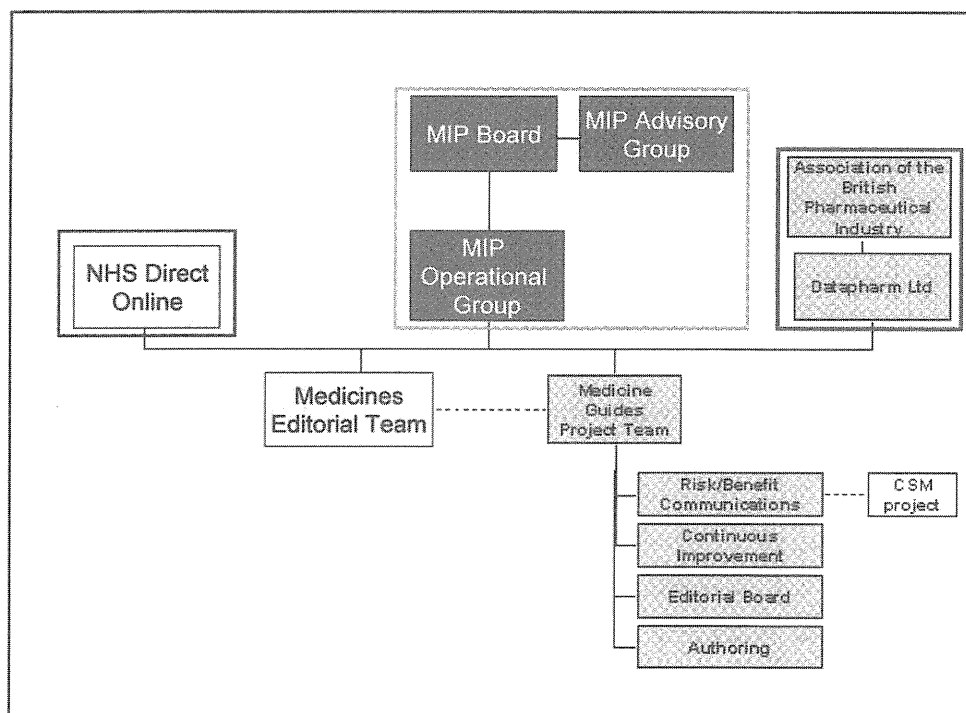 MIP Board
MIP Advisory
Group
Association of the
British
Pharmaceutical
Industry
MIP
Operational
Group
NHS Direct
Online
Datapharm Ltd
Medicines
Editorial Team
Medicine
Guides
Project Team
Risk/Benefit
Communications
CSM
project
Continuous
Improvement
Editorial Board
Authoring